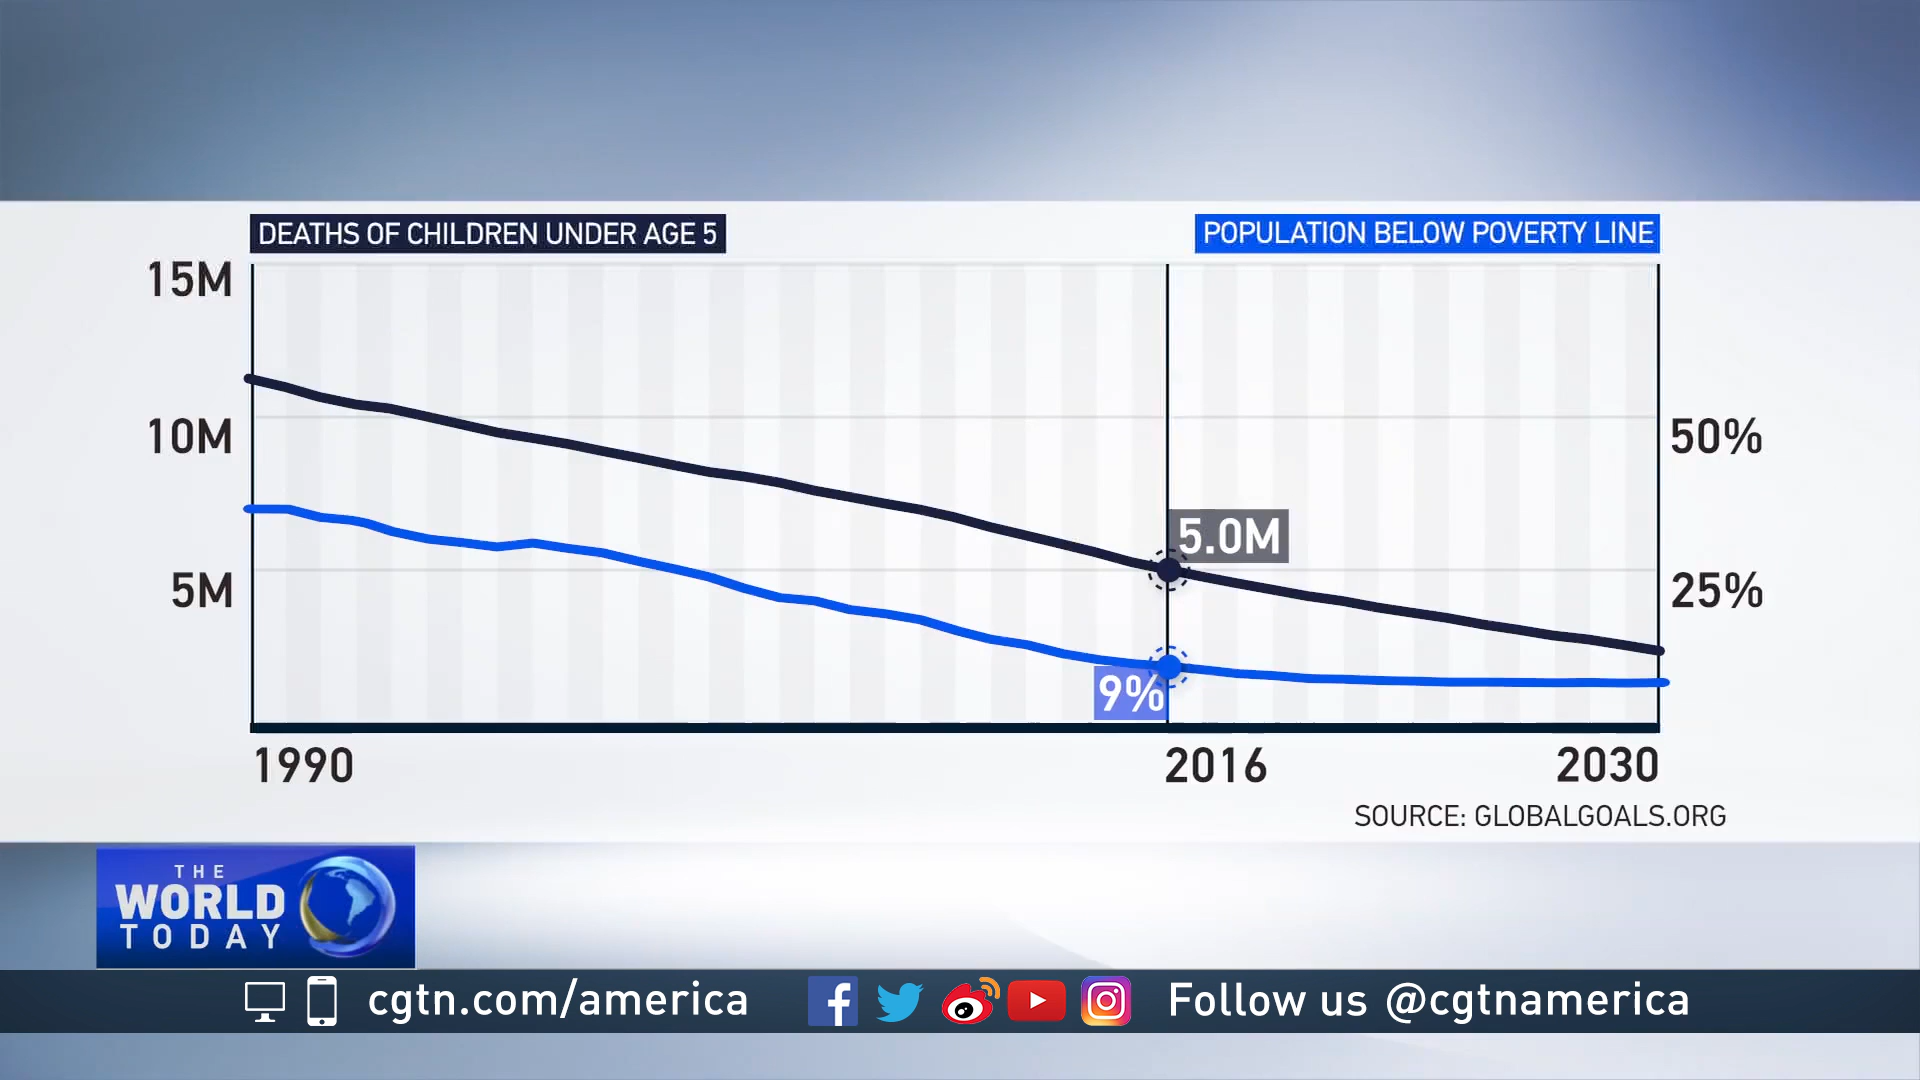 DEATHS OF CHILDREN UNDER AGE 5
POPULATION BELOW POVERTY LINE
15M
10M
50%
5.0M
5M
25%
9%
1990
2016
2030
SOURCE: GLOBALGOALS.ORG
THE
WORLD
TODAY
cgtn.com/america
Follow us @cgtnamerica